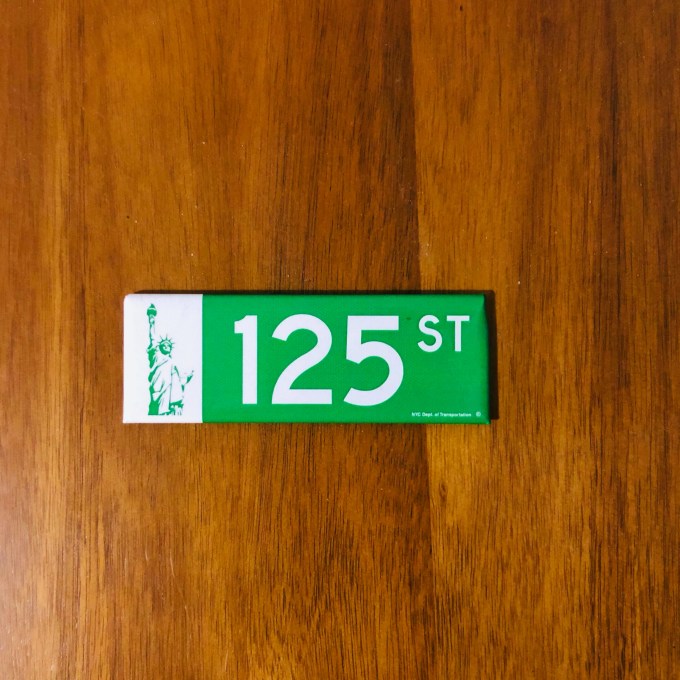 125 ST
NYC Dept. of Transportation ©